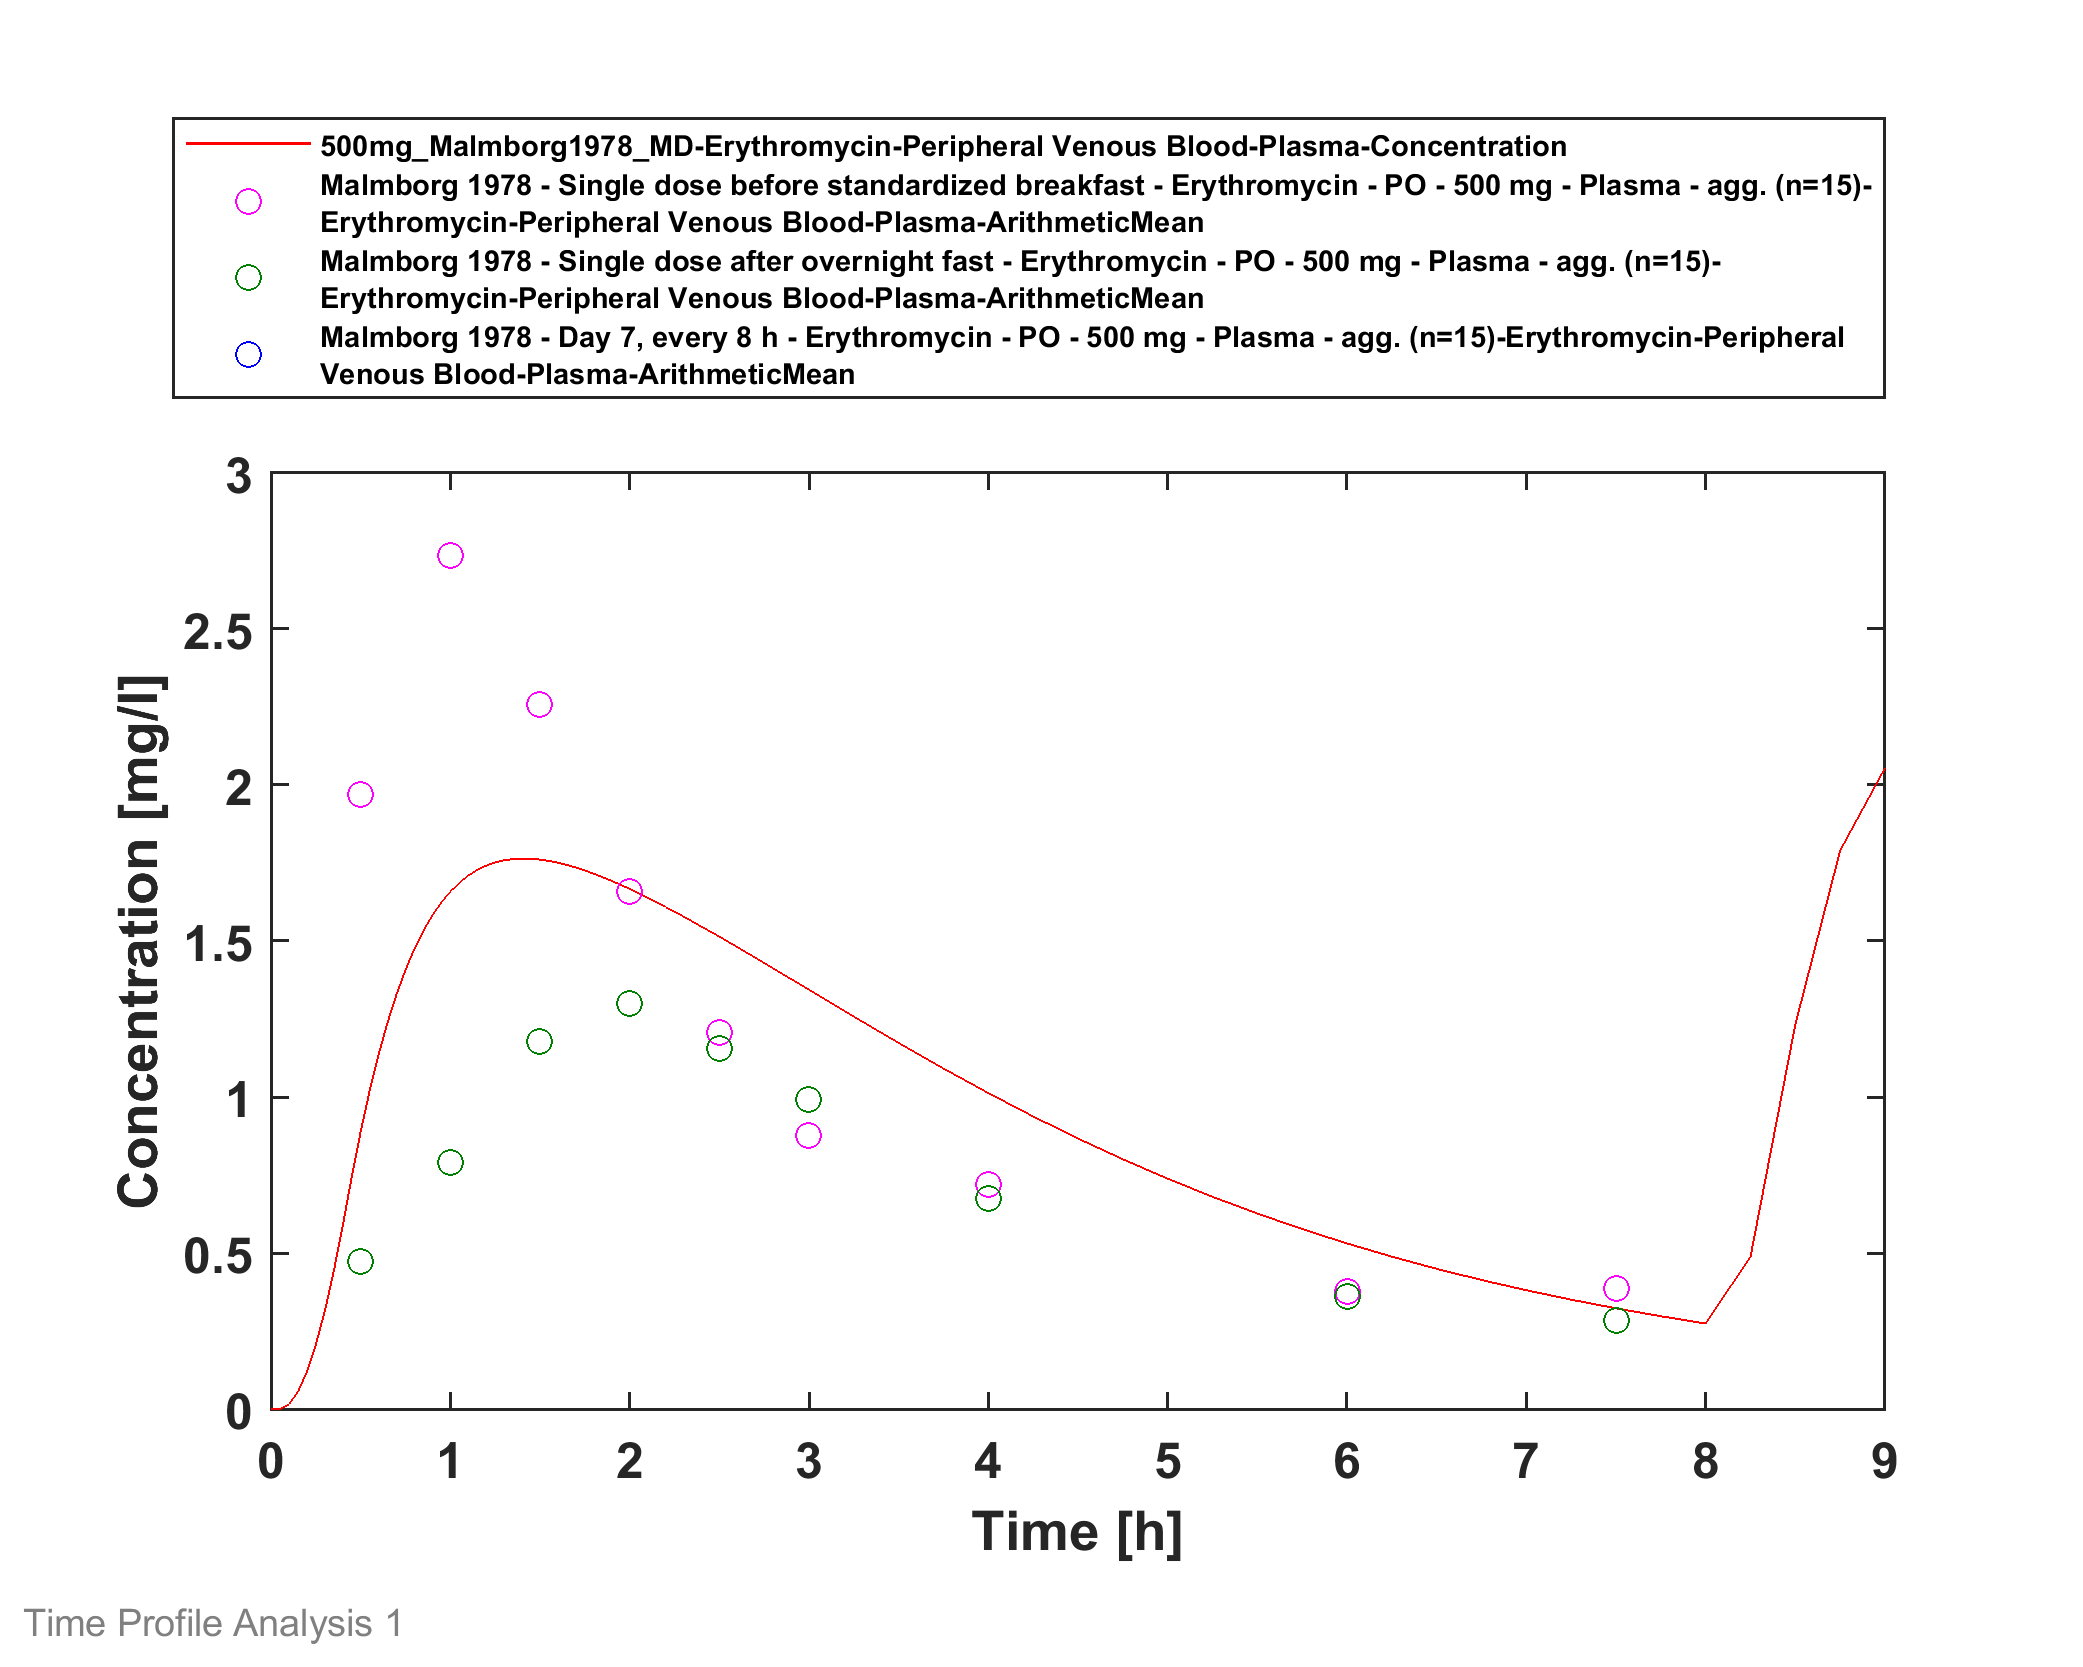 500mg_Malmborg1978_MD-Erythromycin-Peripheral Venous Blood-Plasma-Concentration
Malmborg 1978 - Single dose before standardized breakfast - Erythromycin - PO - 500 mg - Plasma - agg. (n=15)-
Erythromycin-Peripheral Venous Blood-Plasma-ArithmeticMean
Malmborg 1978 - Single dose after overnight fast - Erythromycin - PO - 500 mg - Plasma - agg. (n=15)-
Erythromycin-Peripheral Venous Blood-Plasma-ArithmeticMean
Malmborg 1978 - Day 7, every 8 h - Erythromycin - PO - 500 mg - Plasma - agg. (n=15)-Erythromycin-Peripheral
Venous Blood-Plasma-ArithmeticMean
3
2.5
2
1.5
1
0.5
0
Concentration [mg/l]
0 1 2 3 4 5 6 7 8 9
Time [h]
Time Profile Analysis 1